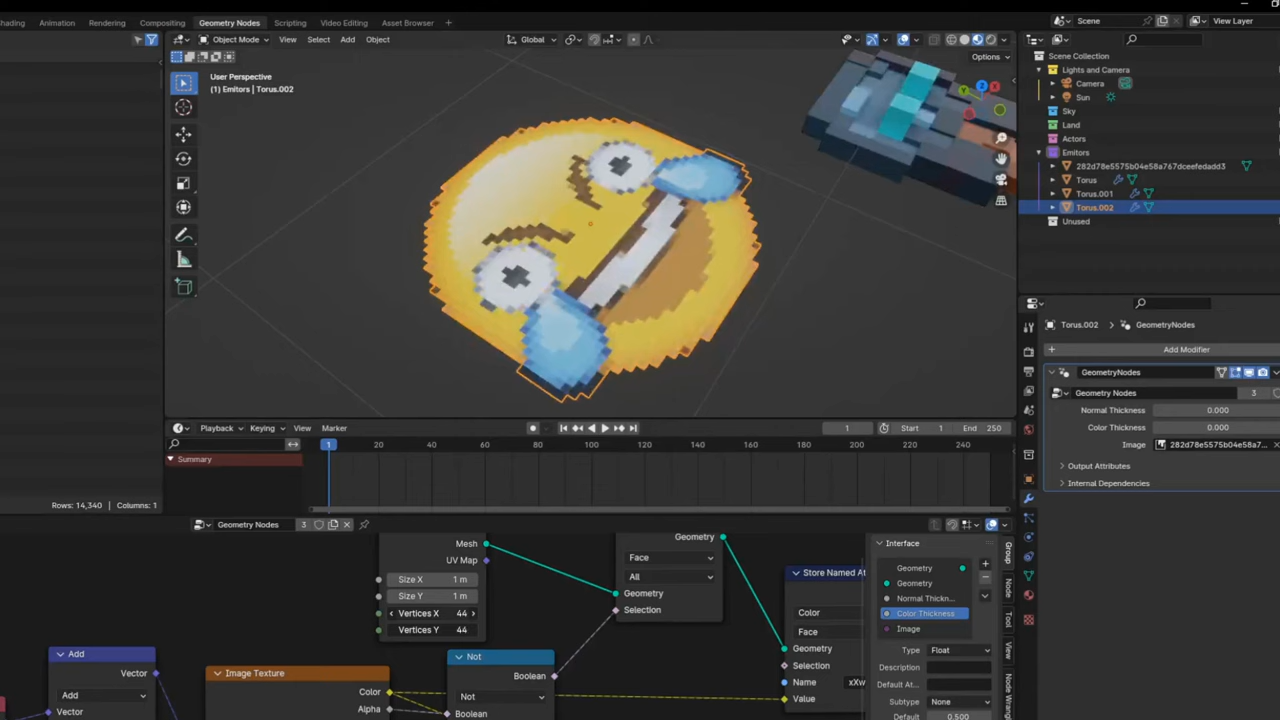 Animation Rendering Compositing Geometry Nodes Scripting Video Editing Asset Browser +
Scene View Layer
Object Mode View Select Add Object Global
Options
User Perspective
(1) Emitors | Torus.002
Scene Collection
Lights and Camera
Camera
Sun
Sky
Land
Actors
Emitors
282d78e5575b04e58a767dceefedadd3
Torus
Torus.001
Torus.002
Unused
Torus.002 > GeometryNodes
+ Add Modifier
GeometryNodes
Geometry Nodes 3
Normal Thickness 0.000
Color Thickness 0.000
Image 282d78e5575b04e58a7...
Output Attributes
Internal Dependencies
Playback Keying View Marker
1 Start 1 End 250
1 20 40 60 80 100 120 140 160 180 200 220 240
Summary
Rows: 14,340 Columns: 1
Geometry Nodes 3
Mesh
UV Map
Size X 1 m
Size Y 1 m
Vertices X 44
Vertices Y 44
Geometry
Face
All
Geometry
Selection
Store Named At
Color
Face
Geometry
Selection
Name xXw
Value
Add
Vector
Add
Vector
Image Texture
Color
Alpha
Not
Boolean
Not
Boolean
Interface
Geometry
Geometry
Normal Thickn...
Color Thickness
Image
Type Float
Description
Default At...
Subtype None
Default 0.500
Group
Node
Tool
View
Node Wrangler